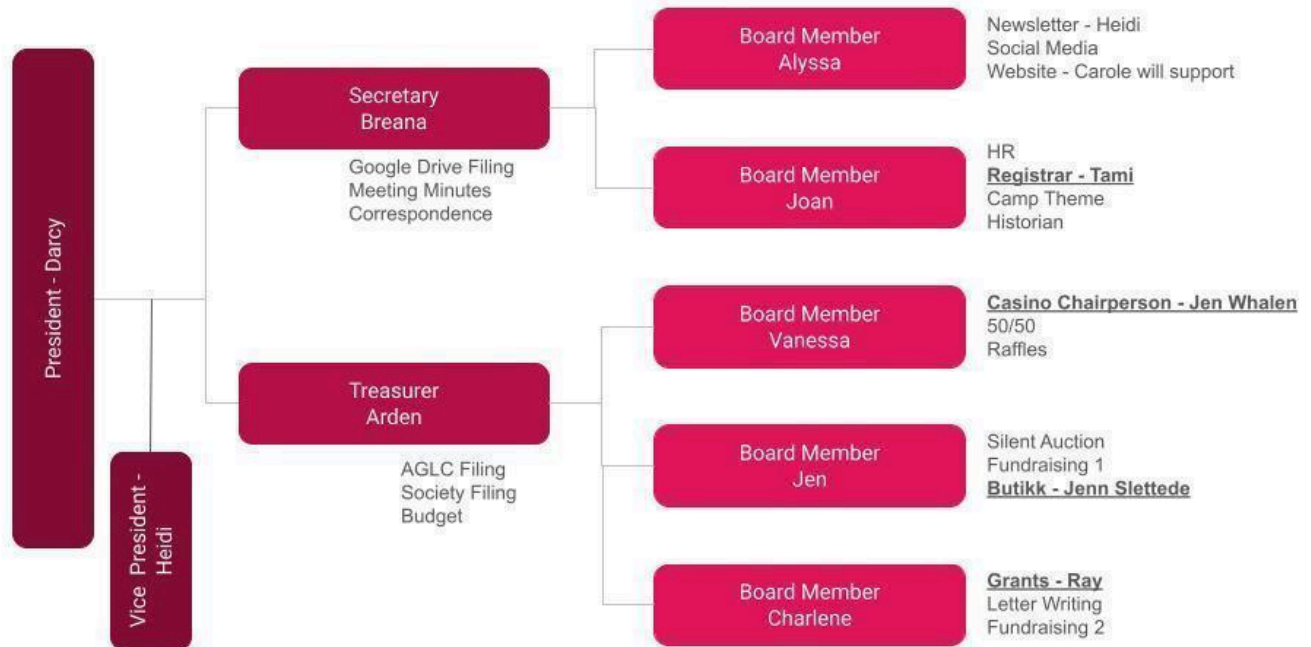 President - Darcy
Vice President -
Heidi
Secretary
Breana
Google Drive Filing
Meeting Minutes
Correspondence
Treasurer
Arden
AGLC Filing
Society Filing
Budget
Board Member
Alyssa
Newsletter - Heidi
Social Media
Website - Carole will support
Board Member
Joan
HR
Registrar - Tami
Camp Theme
Historian
Board Member
Vanessa
Casino Chairperson - Jen Whalen
50/50
Raffles
Board Member
Jen
Silent Auction
Fundraising 1
Butikk - Jenn Slettede
Board Member
Charlene
Grants - Ray
Letter Writing
Fundraising 2